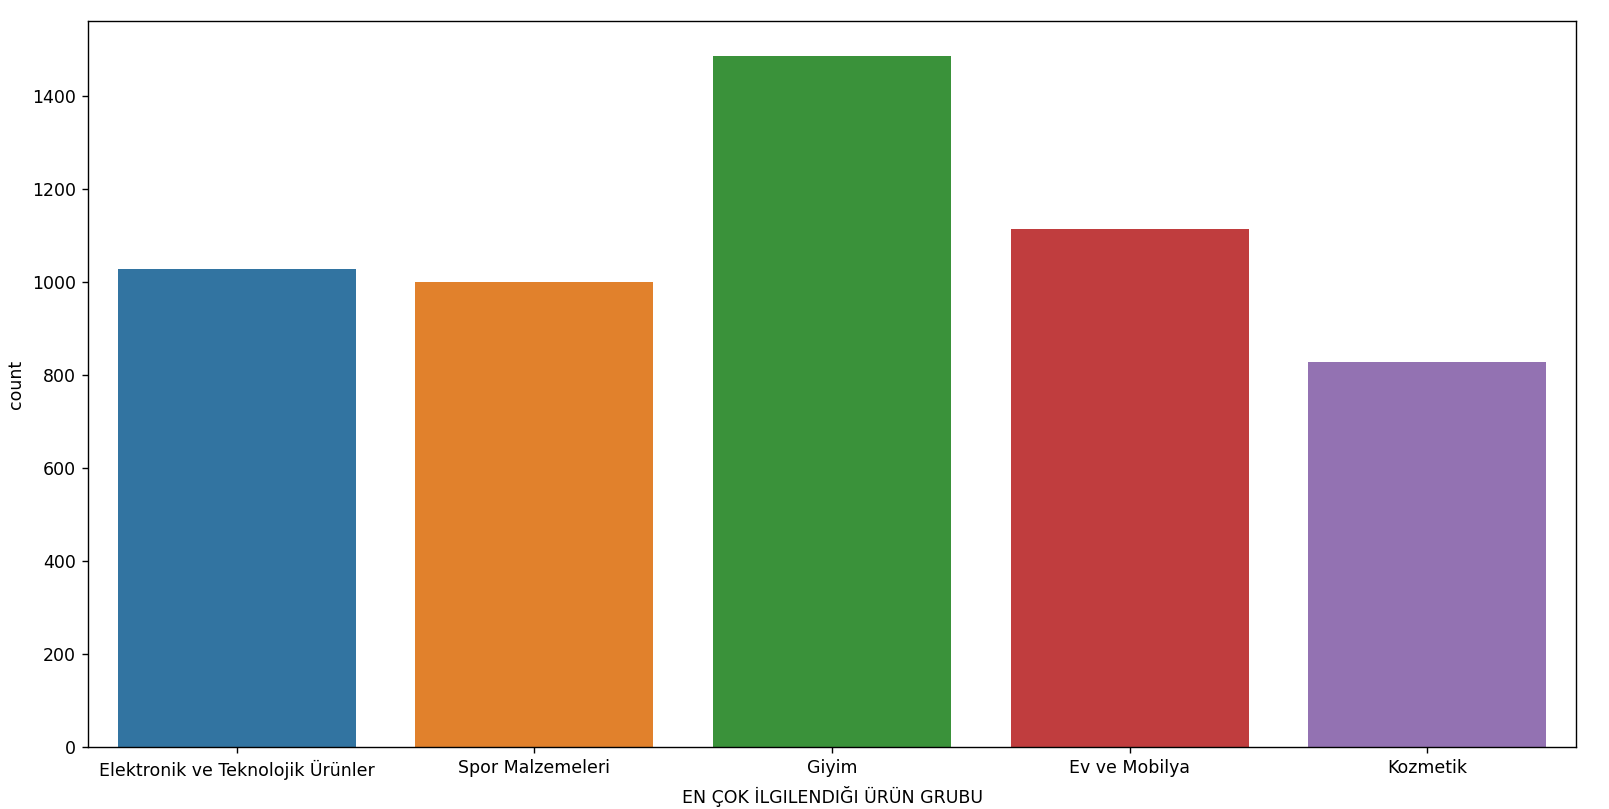 1400
1200
1000
800
600
400
200
0
count
Elektronik ve Teknolojik Ürünler
Spor Malzemeleri
Giyim
Ev ve Mobilya
Kozmetik
EN ÇOK İLGILENDIĞI ÜRÜN GRUBU